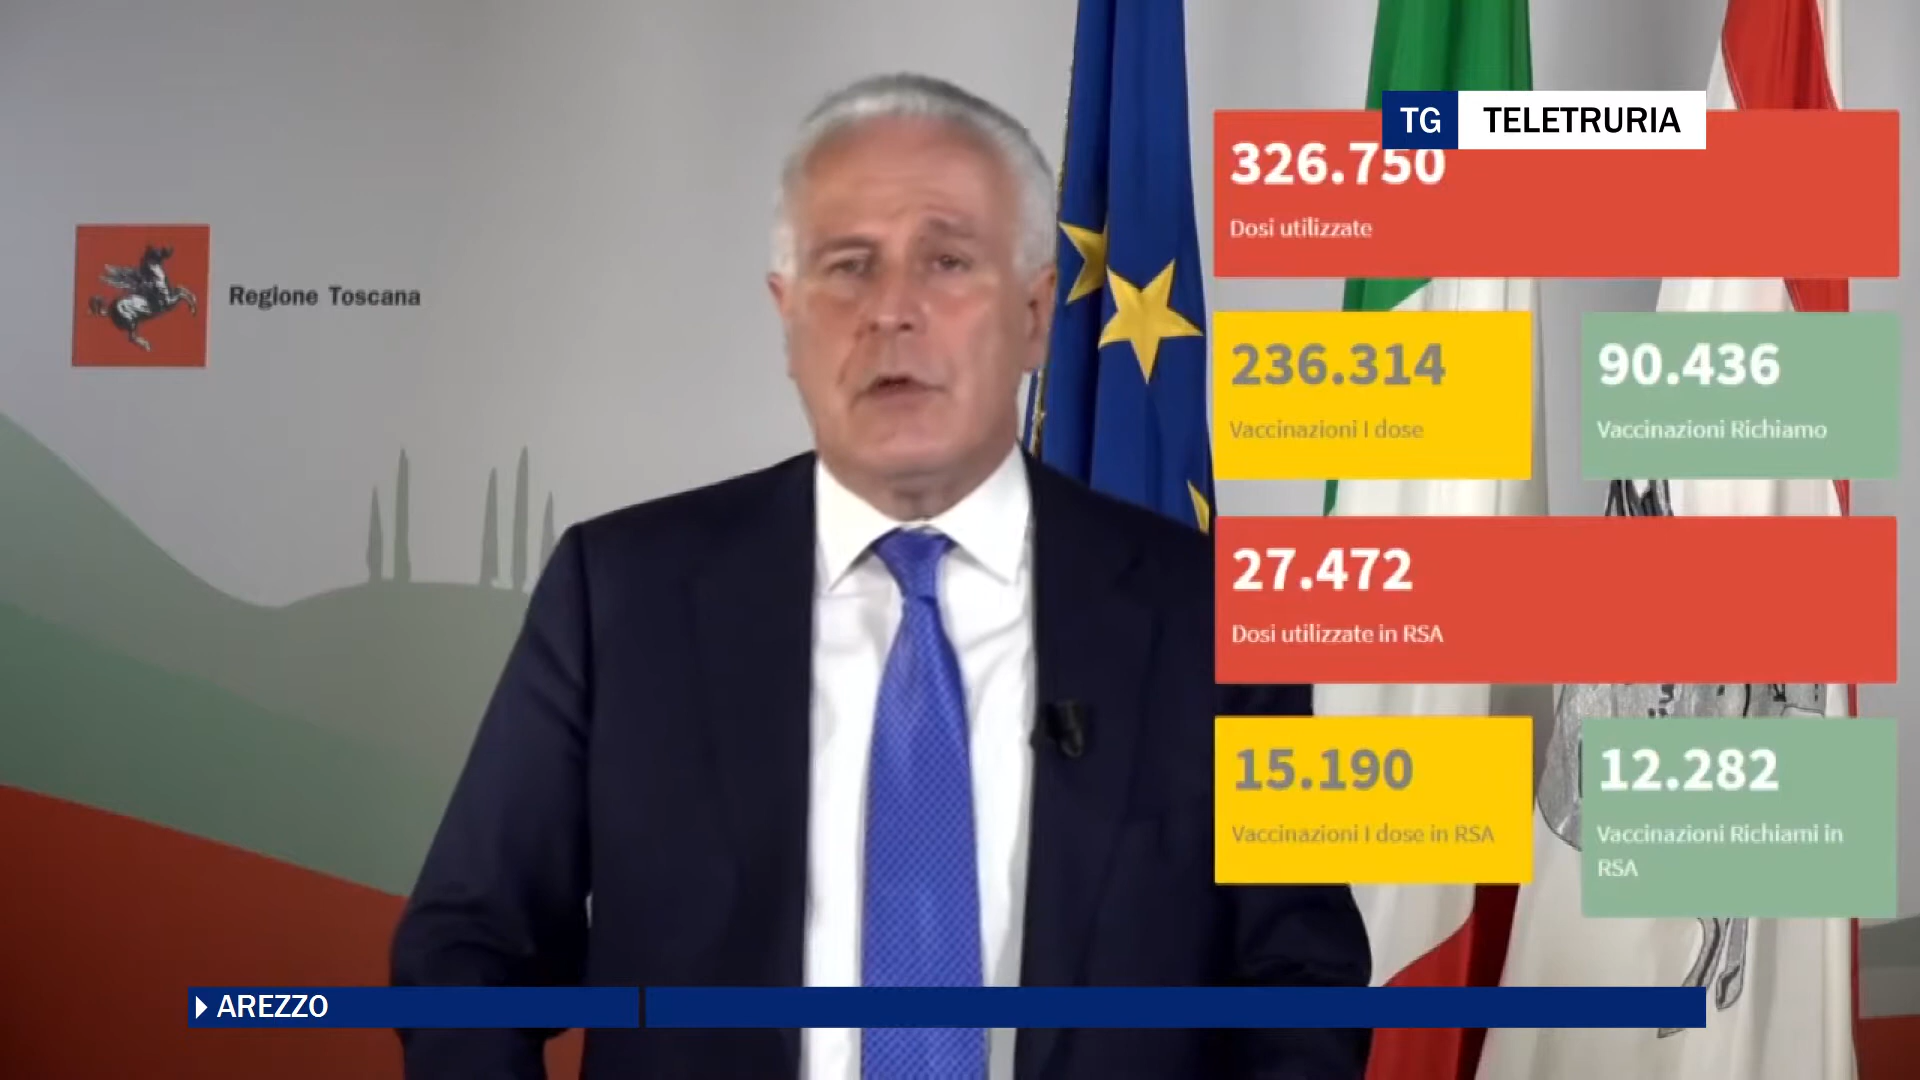 TG TELETRURIA
326.750
Dosi utilizzate
Regione Toscana
236.314
Vaccinazioni I dose
90.436
Vaccinazioni Richiamo
27.472
Dosi utilizzate in RSA
15.190
Vaccinazioni I dose in RSA
12.282
Vaccinazioni Richiami in
RSA
AREZZO